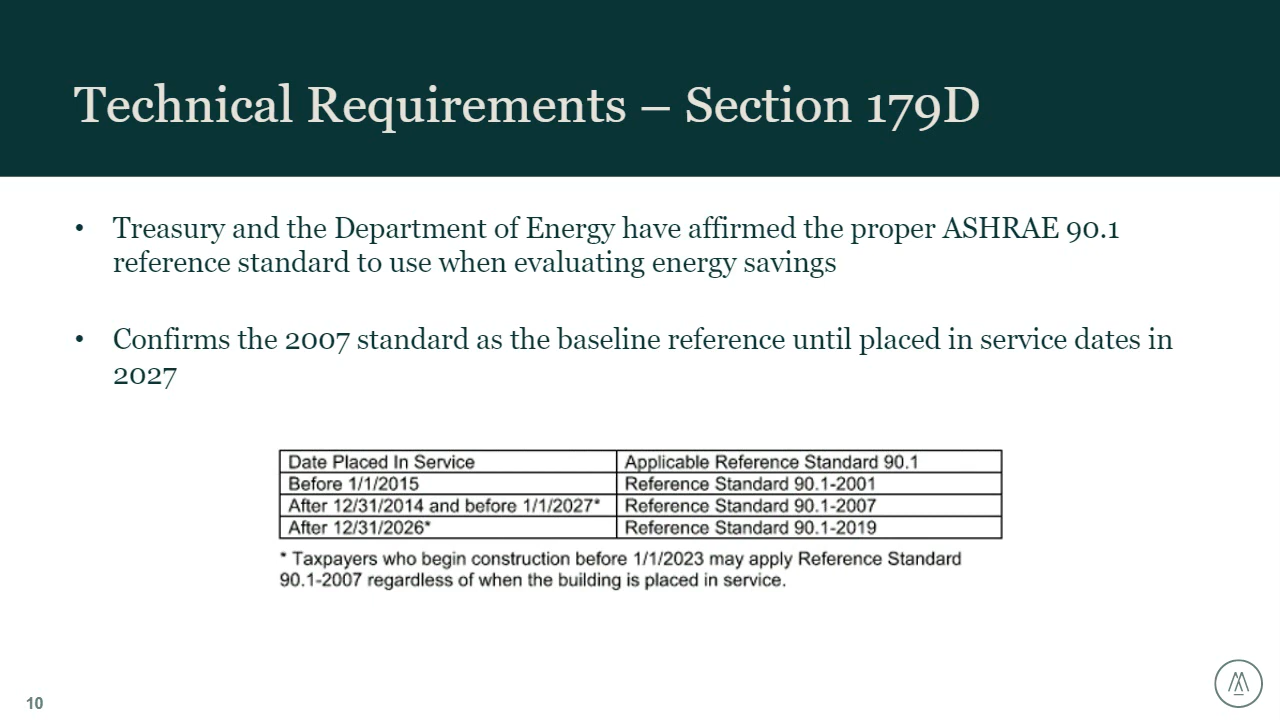 Technical Requirements – Section 179D
• Treasury and the Department of Energy have affirmed the proper ASHRAE 90.1
reference standard to use when evaluating energy savings
• Confirms the 2007 standard as the baseline reference until placed in service dates in
2027
Date Placed In Service Applicable Reference Standard 90.1
Before 1/1/2015 Reference Standard 90.1-2001
After 12/31/2014 and before 1/1/2027* Reference Standard 90.1-2007
After 12/31/2026* Reference Standard 90.1-2019
* Taxpayers who begin construction before 1/1/2023 may apply Reference Standard
90.1-2007 regardless of when the building is placed in service.
10